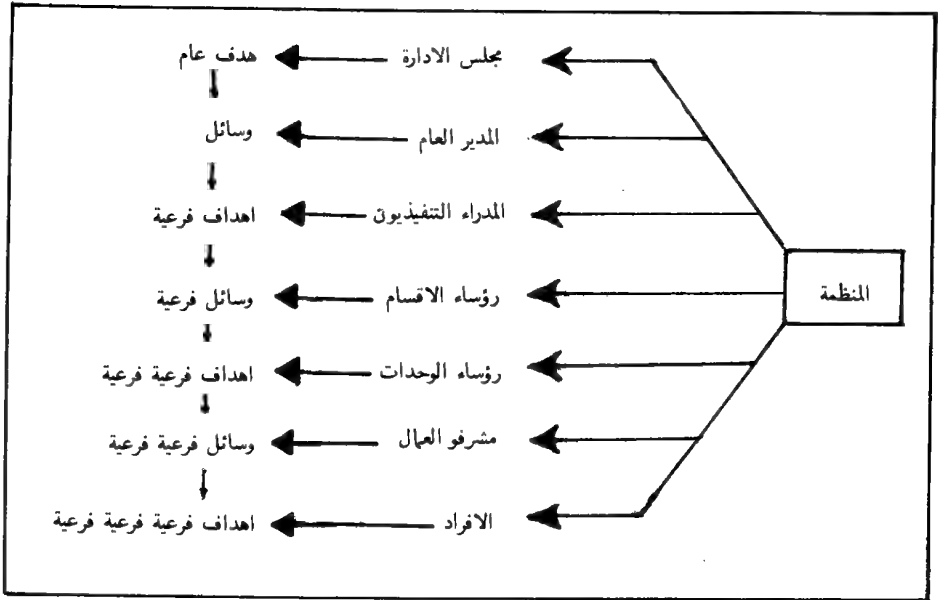 مجلس الادارة هدف عام
المدير العام وسائل
المدراء التنفيذيون اهداف فرعية
المنظمة
رؤساء الاقسام وسائل فرعية
رؤساء الوحدات اهداف فرعية فرعية
مشرفو العمال وسائل فرعية فرعية
الافراد اهداف فرعية فرعية فرعية